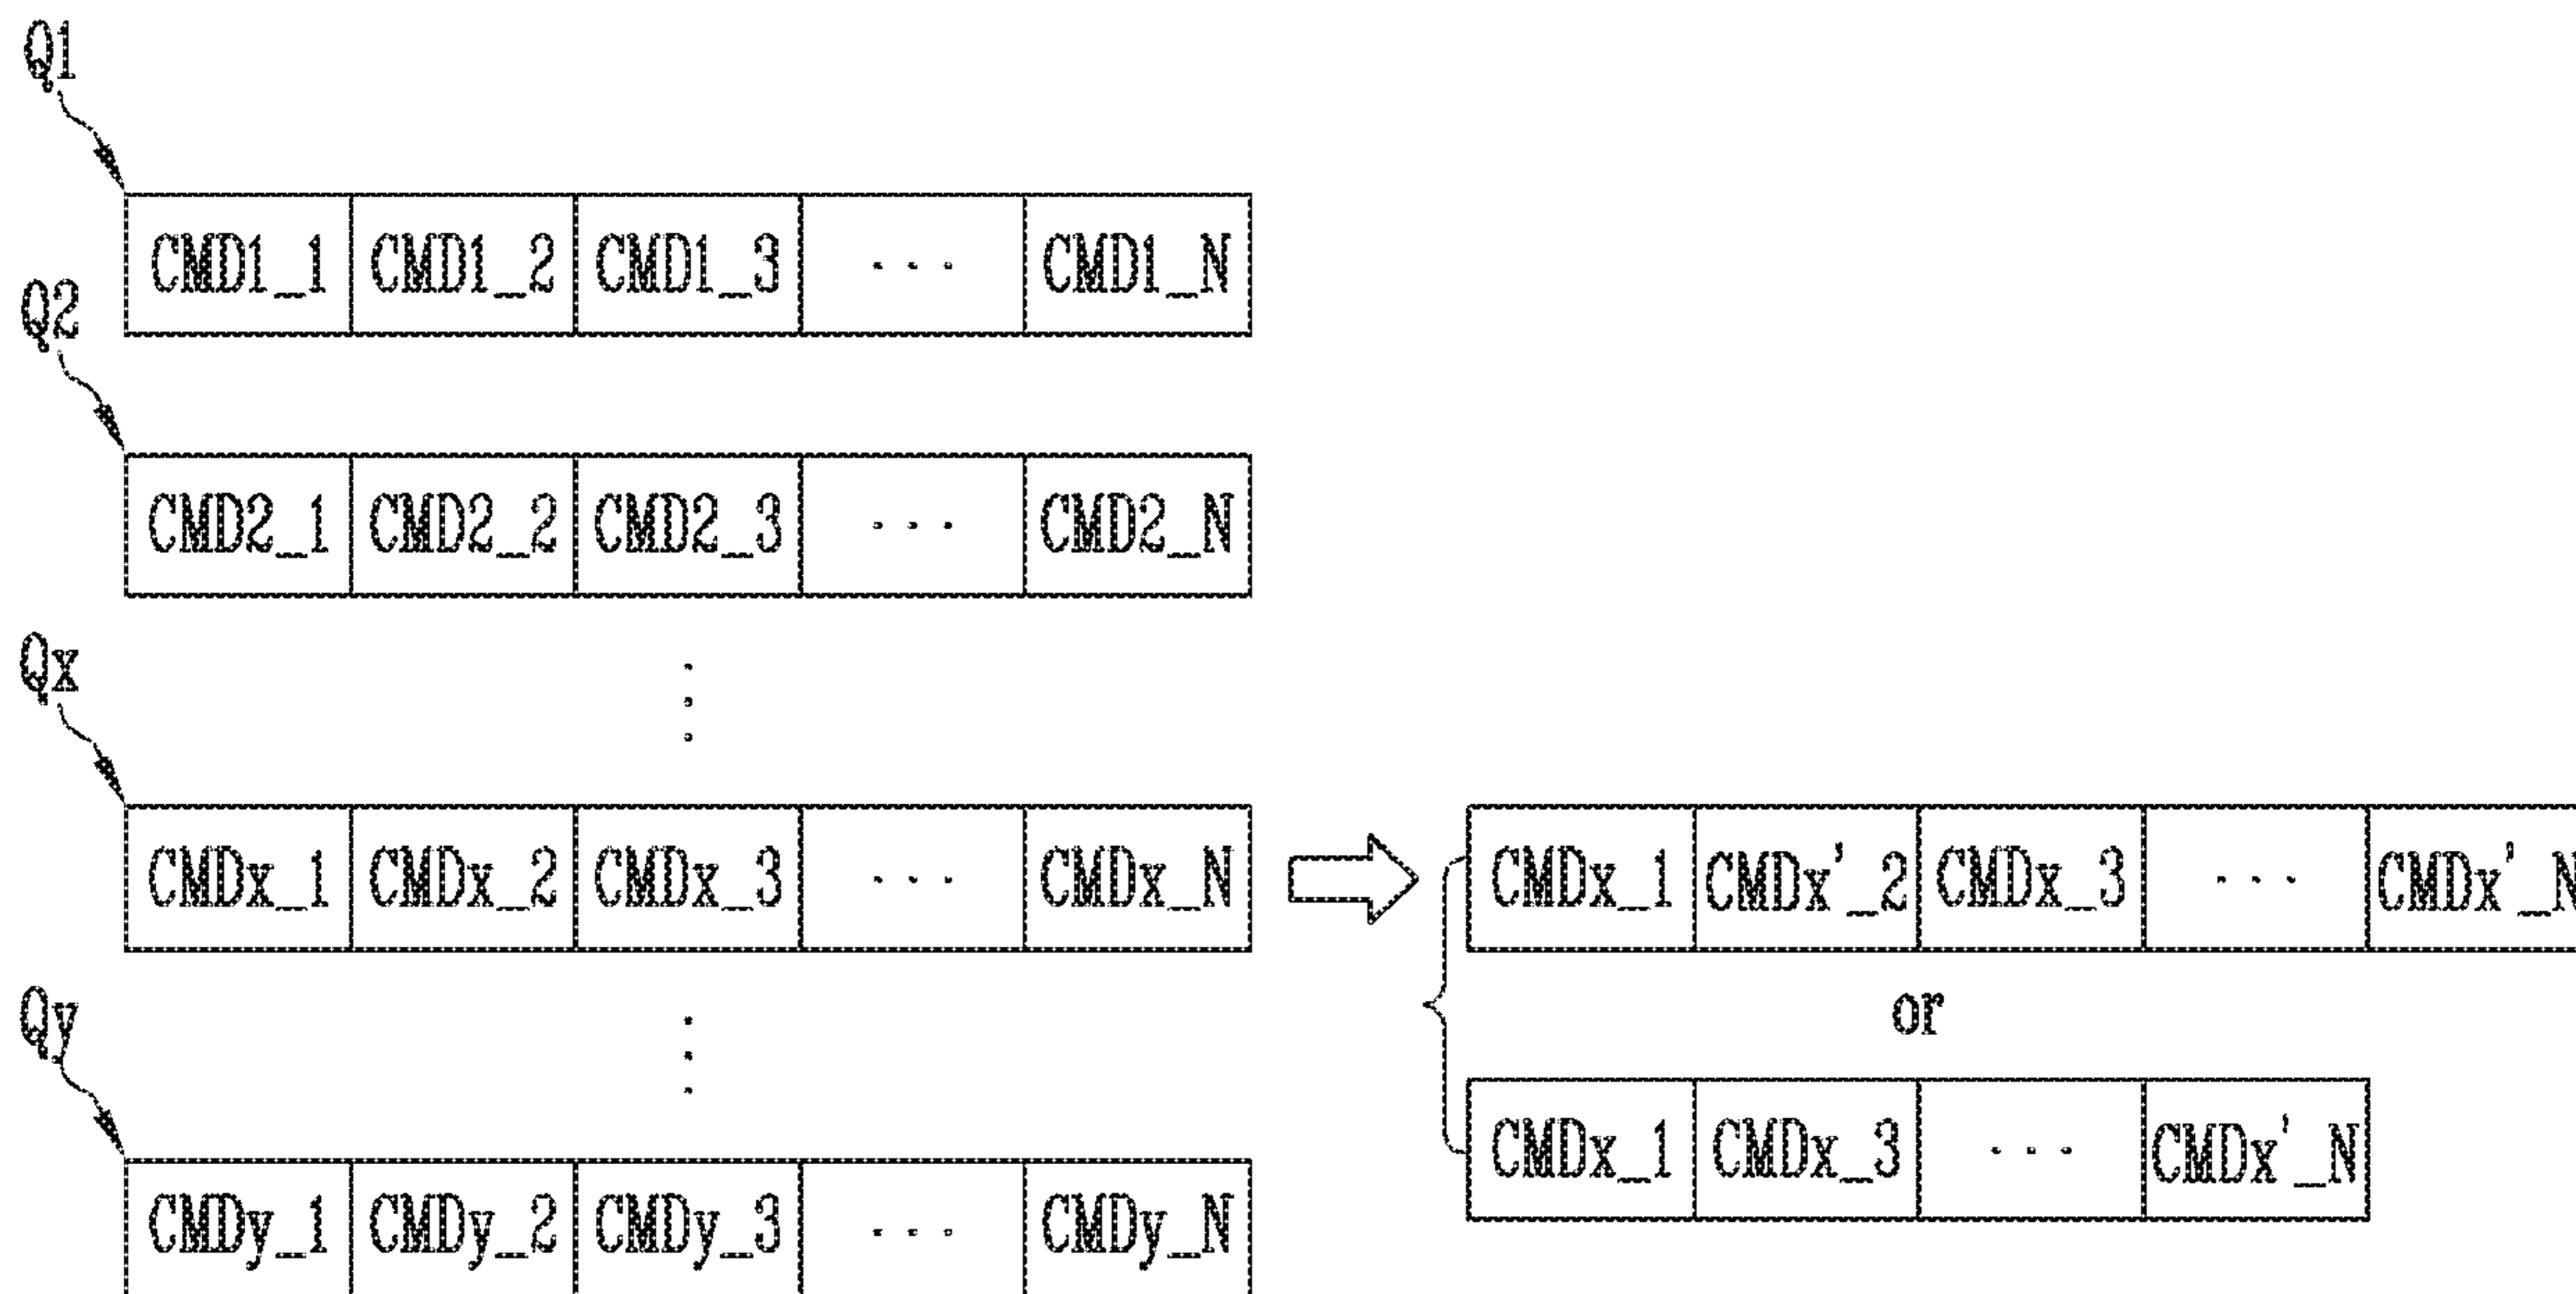 Q1
CMD1_1 CMD1_2 CMD1_3 ... CMD1_N
Q2
CMD2_1 CMD2_2 CMD2_3 ... CMD2_N
Qx
CMDx_1 CMDx_2 CMDx_3 ... CMDx_N
CMDx_1 CMDx'_2 CMDx_3 ... CMDx'_N
or
CMDx_1 CMDx_3 ... CMDx'_N
Qy
CMDy_1 CMDy_2 CMDy_3 ... CMDy_N